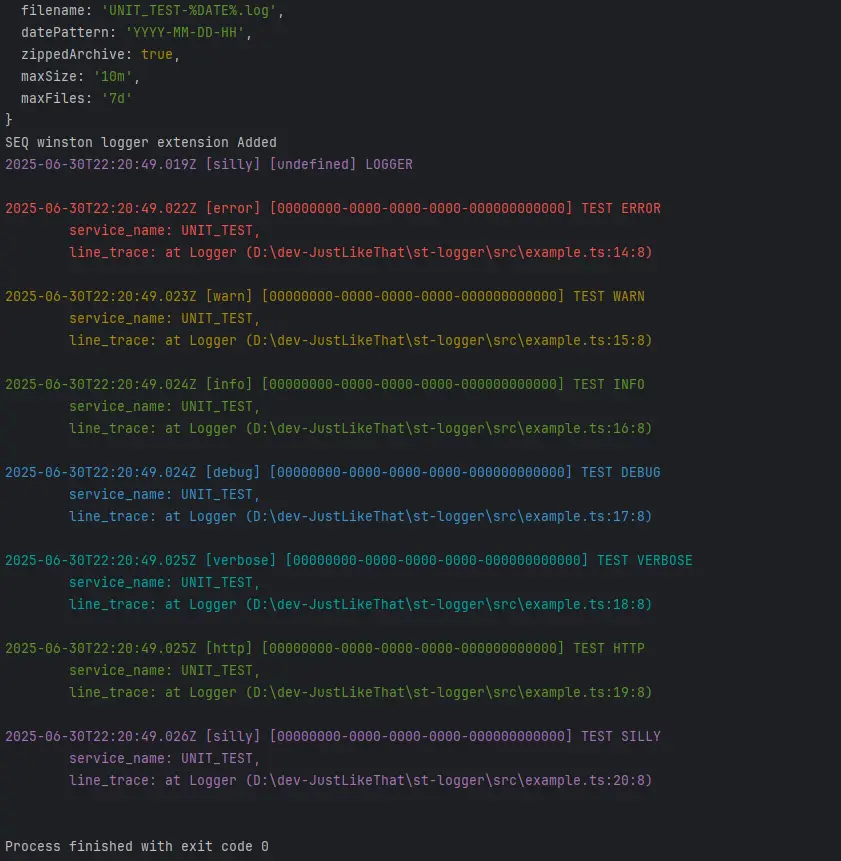 filename: 'UNIT_TEST-%DATE%.log',
datePattern: 'YYYY-MM-DD-HH',
zippedArchive: true,
maxSize: '10m',
maxFiles: '7d'
}
SEQ winston logger extension Added
2025-06-30T22:20:49.019Z [silly] [undefined] LOGGER
2025-06-30T22:20:49.022Z [error] [00000000-0000-0000-0000-000000000000] TEST ERROR
service_name: UNIT_TEST,
line_trace: at Logger (D:\dev-JustLikeThat\st-logger\src\example.ts:14:8)
2025-06-30T22:20:49.023Z [warn] [00000000-0000-0000-0000-000000000000] TEST WARN
service_name: UNIT_TEST,
line_trace: at Logger (D:\dev-JustLikeThat\st-logger\src\example.ts:15:8)
2025-06-30T22:20:49.024Z [info] [00000000-0000-0000-0000-000000000000] TEST INFO
service_name: UNIT_TEST,
line_trace: at Logger (D:\dev-JustLikeThat\st-logger\src\example.ts:16:8)
2025-06-30T22:20:49.024Z [debug] [00000000-0000-0000-0000-000000000000] TEST DEBUG
service_name: UNIT_TEST,
line_trace: at Logger (D:\dev-JustLikeThat\st-logger\src\example.ts:17:8)
2025-06-30T22:20:49.025Z [verbose] [00000000-0000-0000-0000-000000000000] TEST VERBOSE
service_name: UNIT_TEST,
line_trace: at Logger (D:\dev-JustLikeThat\st-logger\src\example.ts:18:8)
2025-06-30T22:20:49.025Z [http] [00000000-0000-0000-0000-000000000000] TEST HTTP
service_name: UNIT_TEST,
line_trace: at Logger (D:\dev-JustLikeThat\st-logger\src\example.ts:19:8)
2025-06-30T22:20:49.026Z [silly] [00000000-0000-0000-0000-000000000000] TEST SILLY
service_name: UNIT_TEST,
line_trace: at Logger (D:\dev-JustLikeThat\st-logger\src\example.ts:20:8)
Process finished with exit code 0